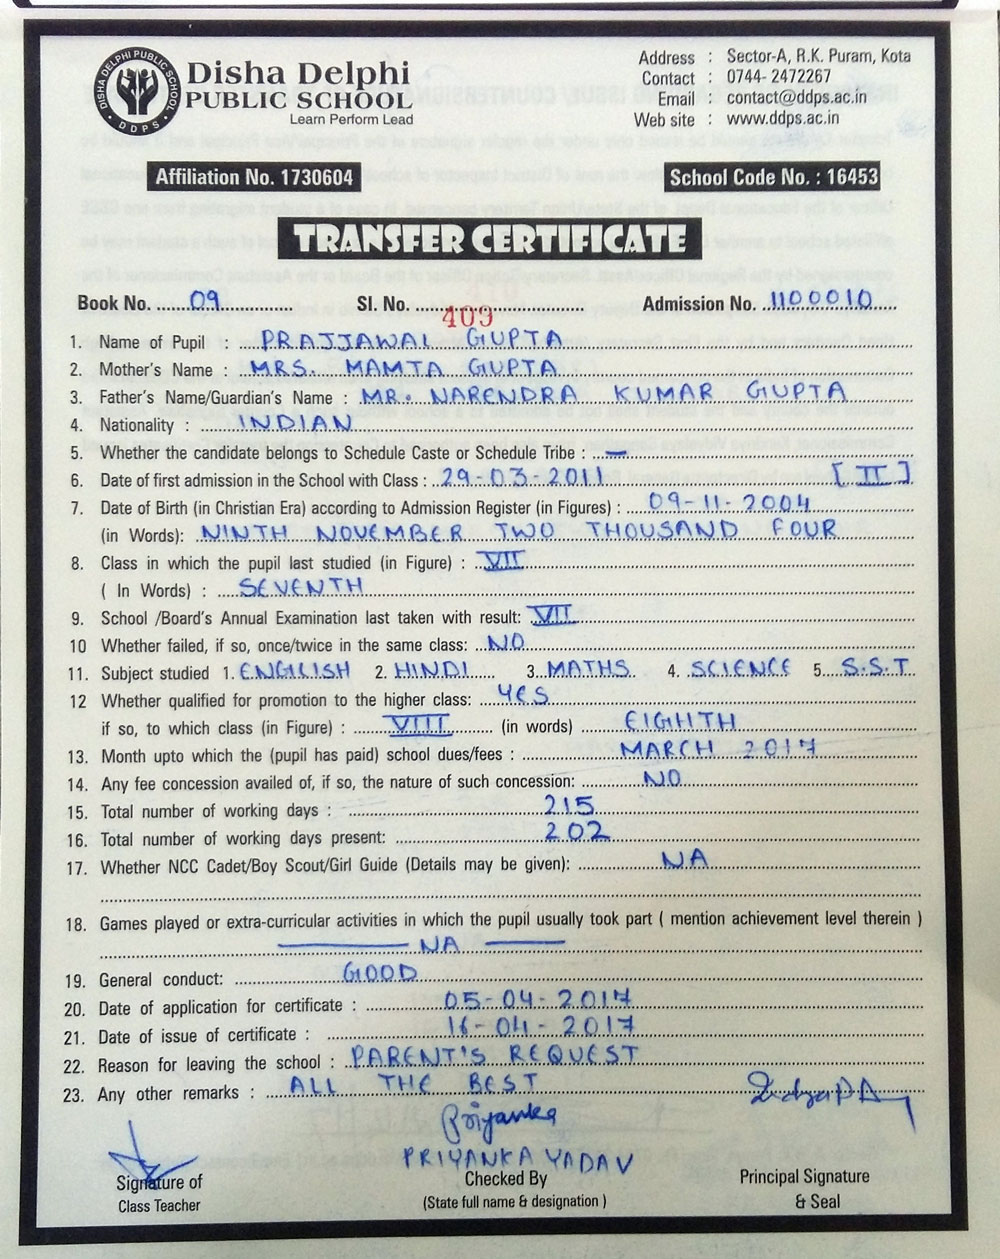 DISHA DELPHI PUBLIC SCHOOL
D D P S
Disha Delphi
PUBLIC SCHOOL
Learn Perform Lead
Address : Sector-A, R.K. Puram, Kota
Contact : 0744- 2472267
Email : contact@ddps.ac.in
Web site : www.ddps.ac.in
Affiliation No. 1730604 School Code No. : 16453
TRANSFER CERTIFICATE
Book No. 09 Sl. No. 409 Admission No. 1100010
1. Name of Pupil : PRAJJAWAL GUPTA
2. Mother's Name : MRS. MAMTA GUPTA
3. Father's Name/Guardian's Name : MR. NARENDRA KUMAR GUPTA
4. Nationality : INDIAN
5. Whether the candidate belongs to Schedule Caste or Schedule Tribe : —
6. Date of first admission in the School with Class : 29-03-2011 [II]
7. Date of Birth (in Christian Era) according to Admission Register (in Figures) : 09-11-2004
(in Words): NINTH NOVEMBER TWO THOUSAND FOUR
8. Class in which the pupil last studied (in Figure) : VII
( In Words) : SEVENTH
9. School /Board's Annual Examination last taken with result: VII
10 Whether failed, if so, once/twice in the same class: NO
11. Subject studied 1. ENGLISH 2. HINDI 3. MATHS 4. SCIENCE 5. S.S.T
12 Whether qualified for promotion to the higher class: YES
if so, to which class (in Figure) : VIII (in words) EIGHTH
13. Month upto which the (pupil has paid) school dues/fees : MARCH 2017
14. Any fee concession availed of, if so, the nature of such concession: NO
15. Total number of working days : 215
16. Total number of working days present: 202
17. Whether NCC Cadet/Boy Scout/Girl Guide (Details may be given): NA
18. Games played or extra-curricular activities in which the pupil usually took part ( mention achievement level therein )
— NA —
19. General conduct: GOOD
20. Date of application for certificate : 05-04-2017
21. Date of issue of certificate : 16-04-2017
22. Reason for leaving the school : PARENT'S REQUEST
23. Any other remarks : ALL THE BEST
Priyanka
PRIYANKA YADAV
Signature of Checked By Principal Signature
Class Teacher (State full name & designation ) & Seal